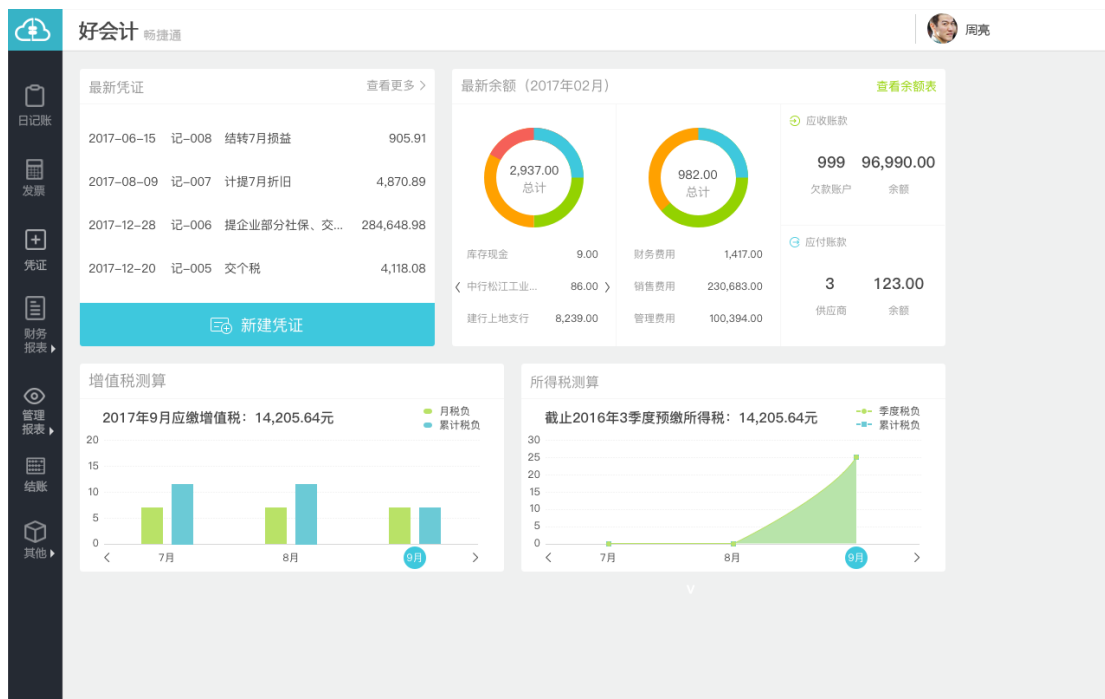 好会计 畅捷通
周亮
日记账
发票
凭证
财务
报表
管理
报表
结账
其他
最新凭证 查看更多 >
2017-06-15 记-008 结转7月损益 905.91
2017-08-09 记-007 计提7月折旧 4,870.89
2017-12-28 记-006 提企业部分社保、交... 284,648.98
2017-12-20 记-005 交个税 4,118.08
新建凭证
最新余额（2017年02月） 查看余额表
2,937.00
总计
982.00
总计
库存现金 9.00
中行松江工业... 86.00
建行上地支行 8,239.00
财务费用 1,417.00
销售费用 230,683.00
管理费用 100,394.00
应收账款
999 96,990.00
欠款账户 余额
应付账款
3 123.00
供应商 余额
增值税测算
2017年9月应缴增值税：14,205.64元
月税负
累计税负
20
15
10
5
0
< 7月 8月 9月 >
所得税测算
截止2016年3季度预缴所得税：14,205.64元
季度税负
累计税负
30
25
20
15
10
5
0
< 7月 8月 9月 >